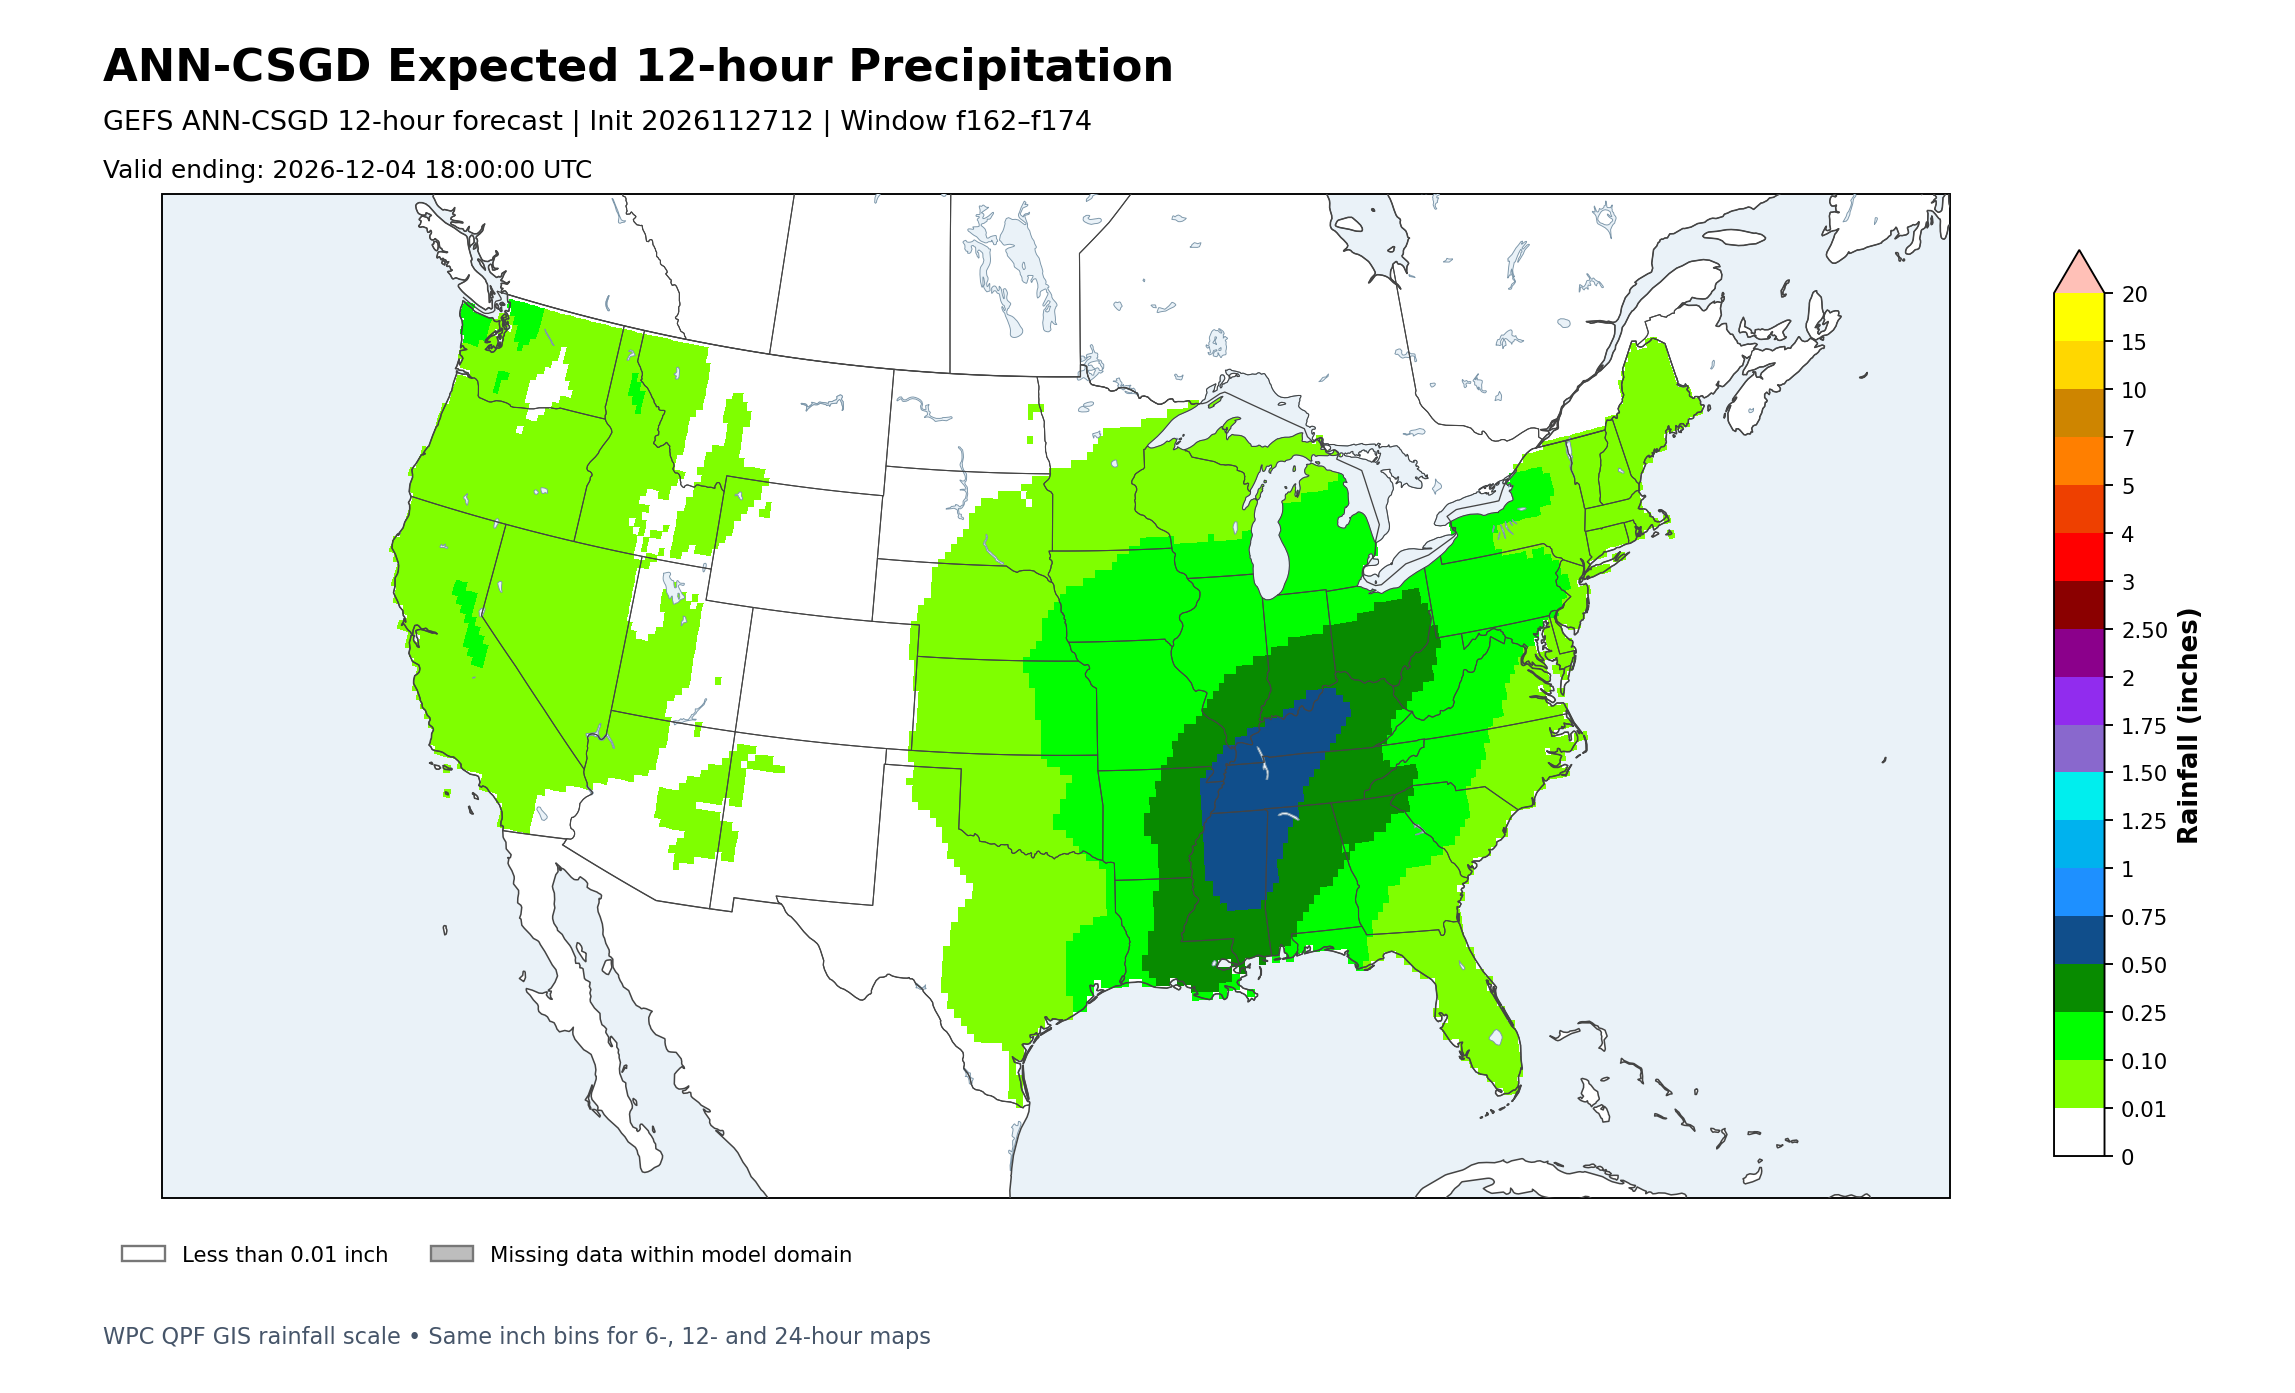 ANN-CSGD Expected 12-hour Precipitation
GEFS ANN-CSGD 12-hour forecast | Init 2026112712 | Window f162–f174
Valid ending: 2026-12-04 18:00:00 UTC
20
15
10
7
5
4
3
2.50
2
1.75
1.50
1.25
1
0.75
0.50
0.25
0.10
0.01
0
Rainfall (inches)
Less than 0.01 inch
Missing data within model domain
WPC QPF GIS rainfall scale • Same inch bins for 6-, 12- and 24-hour maps